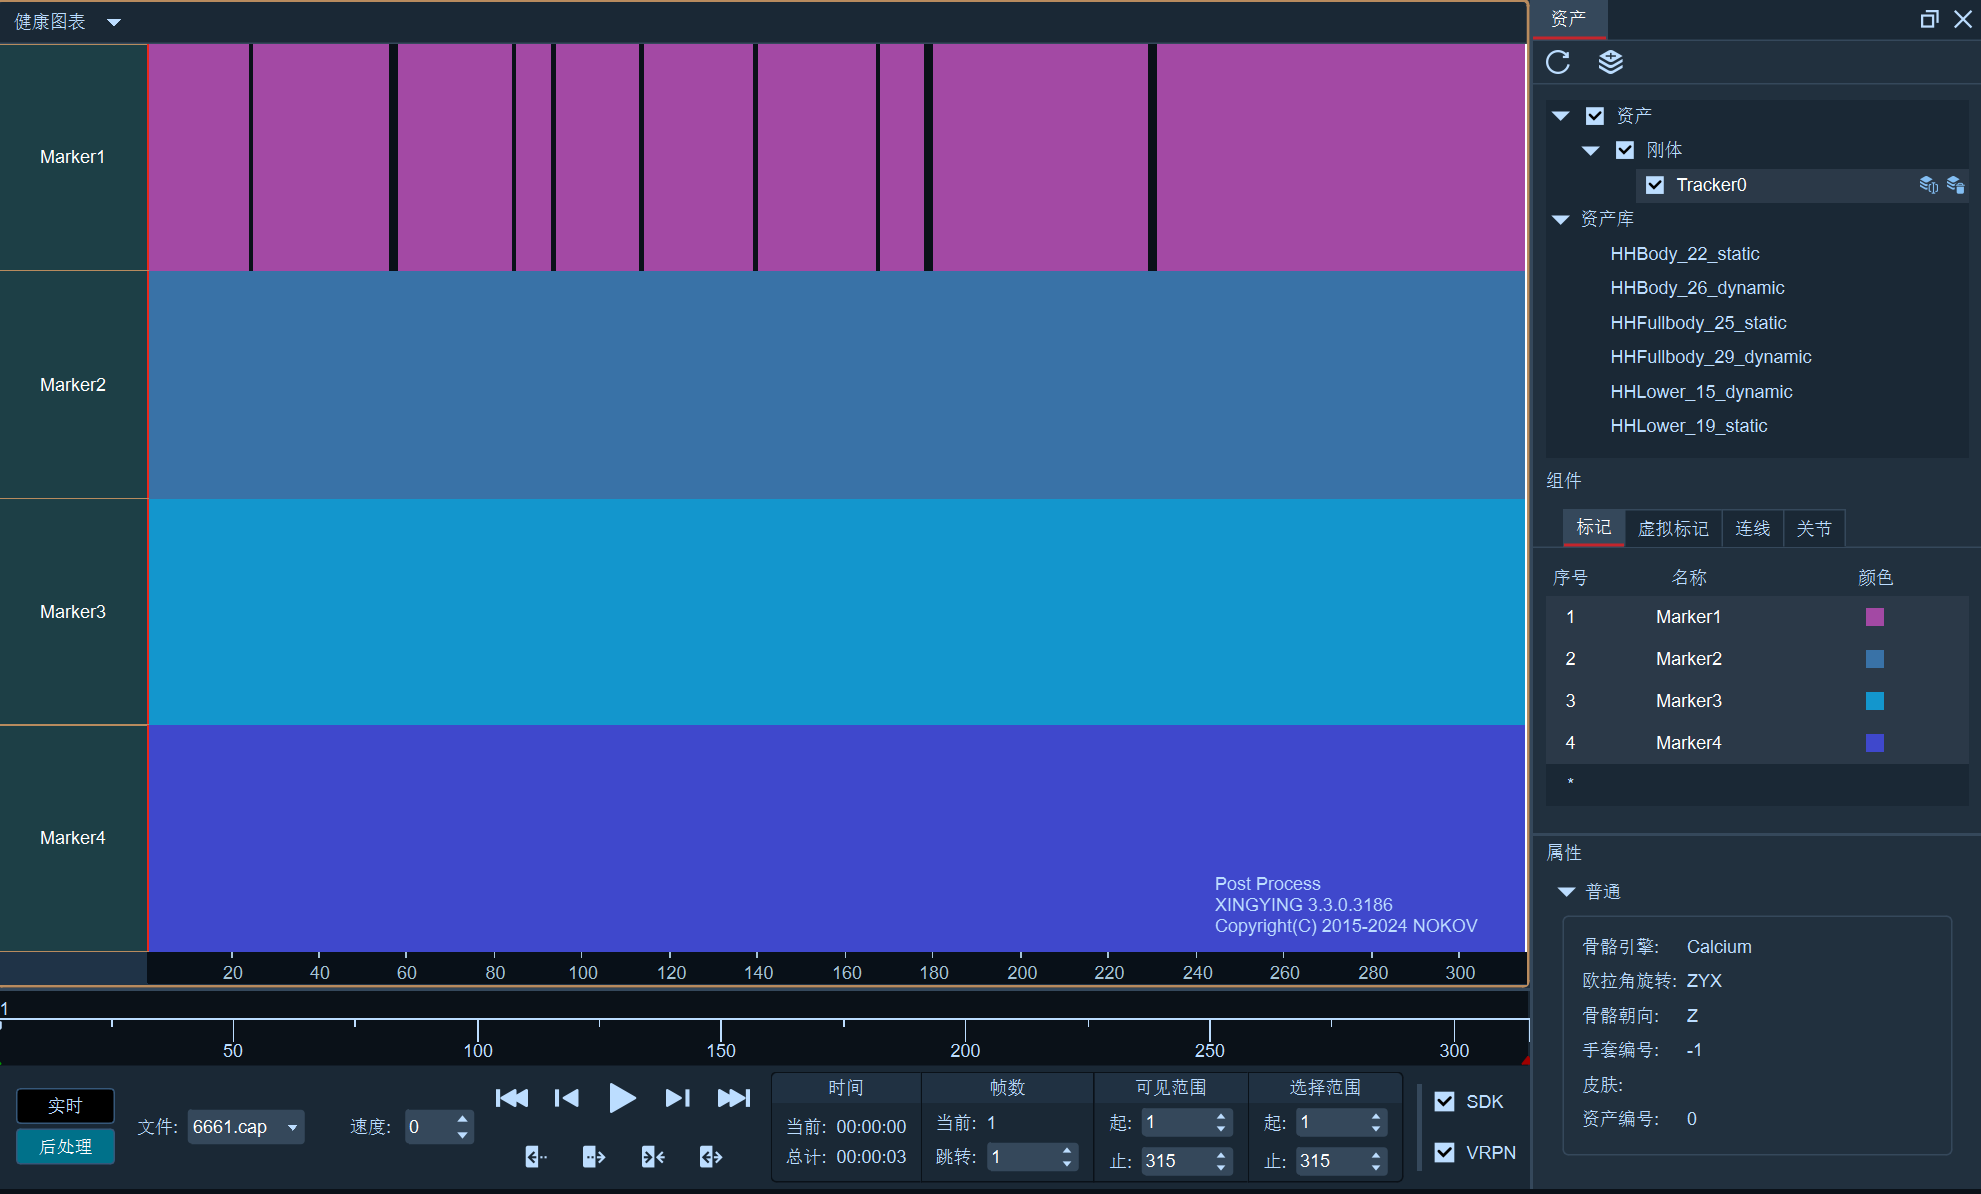 健康图表
Marker1
Marker2
Marker3
Marker4
Post Process
XINGYING 3.3.0.3186
Copyright(C) 2015-2024 NOKOV
20 40 60 80 100 120 140 160 180 200 220 240 260 280 300
1
50 100 150 200 250 300
实时
后处理
文件: 6661.cap
速度: 0
时间
当前: 00:00:00
总计: 00:00:03
帧数
当前: 1
跳转: 1
可见范围
起: 1
止: 315
选择范围
起: 1
止: 315
SDK
VRPN
资产
资产
刚体
Tracker0
资产库
HHBody_22_static
HHBody_26_dynamic
HHFullbody_25_static
HHFullbody_29_dynamic
HHLower_15_dynamic
HHLower_19_static
组件
标记 虚拟标记 连线 关节
序号 名称 颜色
1 Marker1
2 Marker2
3 Marker3
4 Marker4
*
属性
普通
骨骼引擎: Calcium
欧拉角旋转: ZYX
骨骼朝向: Z
手套编号: -1
皮肤:
资产编号: 0